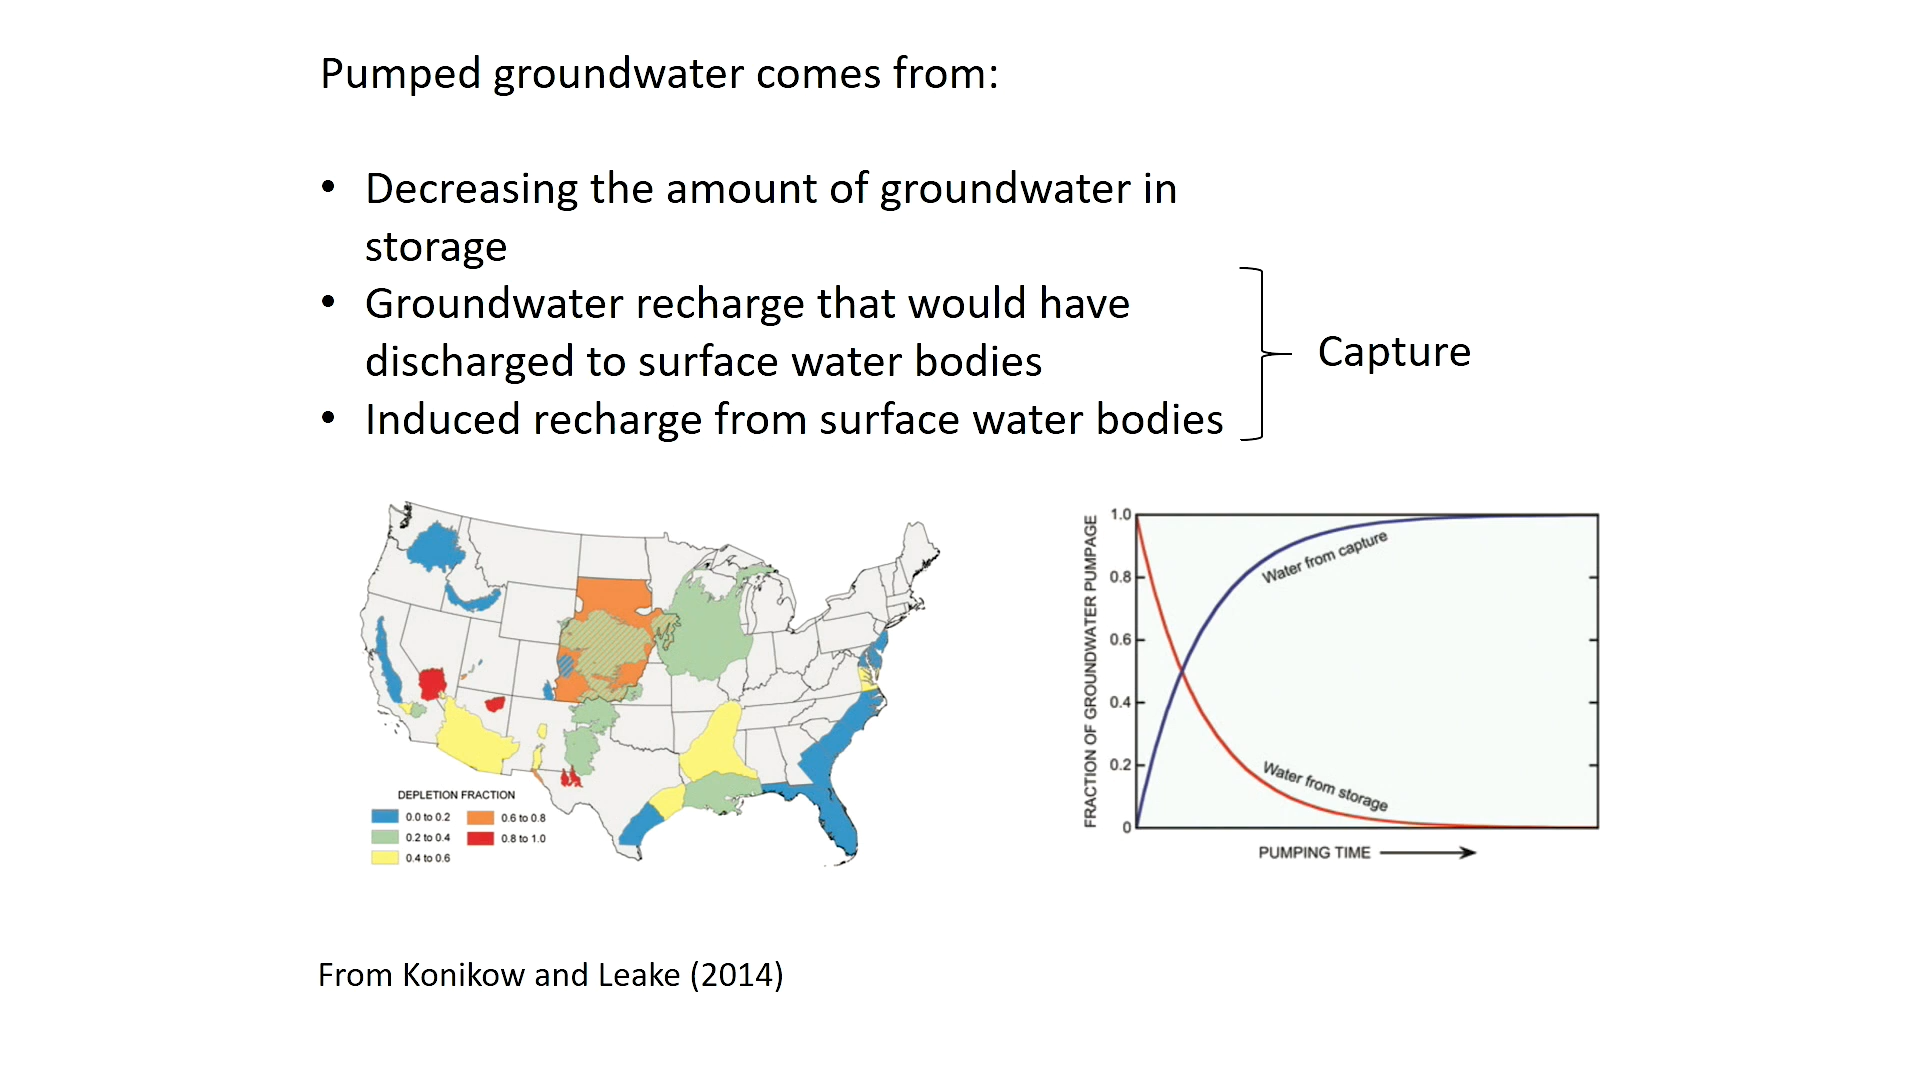 Pumped groundwater comes from:
• Decreasing the amount of groundwater in
storage
• Groundwater recharge that would have
discharged to surface water bodies
• Induced recharge from surface water bodies
Capture
DEPLETION FRACTION
0.0 to 0.2
0.2 to 0.4
0.4 to 0.6
0.6 to 0.8
0.8 to 1.0
FRACTION OF GROUNDWATER PUMPAGE
1.0
0.8
0.6
0.4
0.2
0
Water from capture
Water from storage
PUMPING TIME
From Konikow and Leake (2014)